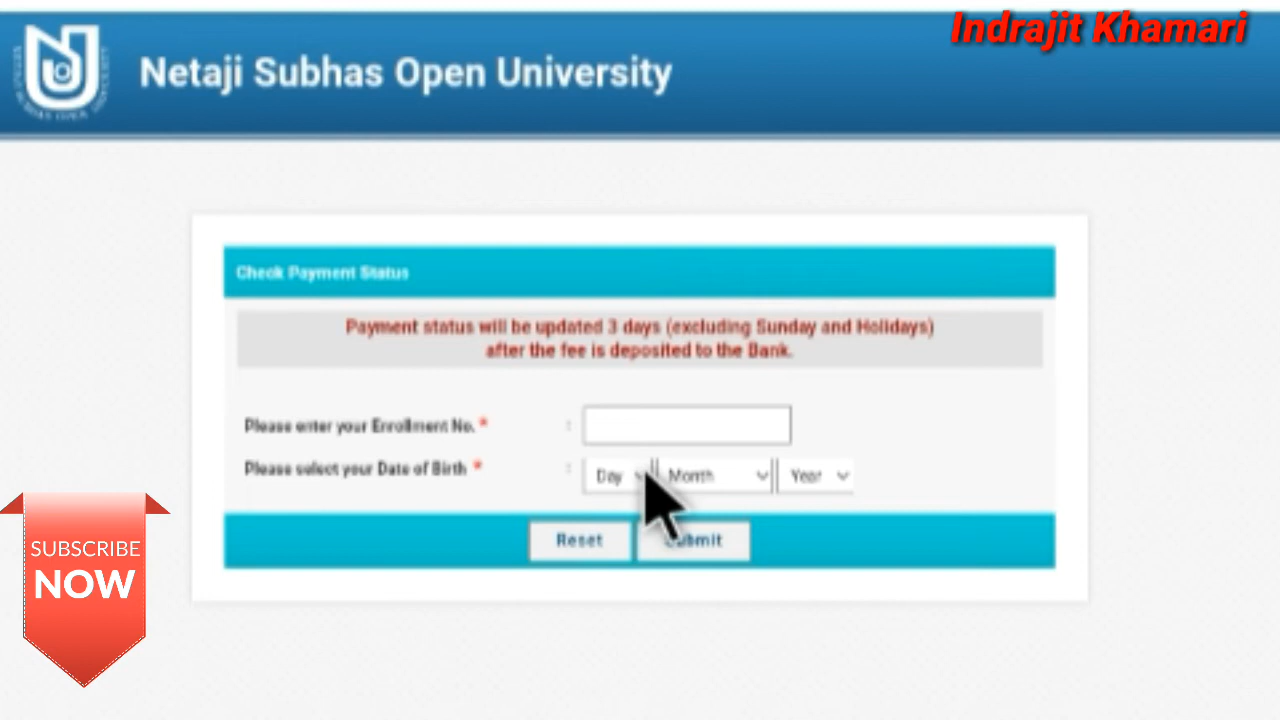 Indrajit Khamari
Netaji Subhas Open University
Check Payment Status
Payment status will be updated 3 days (excluding Sunday and Holidays)
after the fee is deposited to the Bank.
Please enter your Enrollment No. * :
Please select your Date of Birth * :
Day Month Year
Reset Submit
SUBSCRIBE
NOW